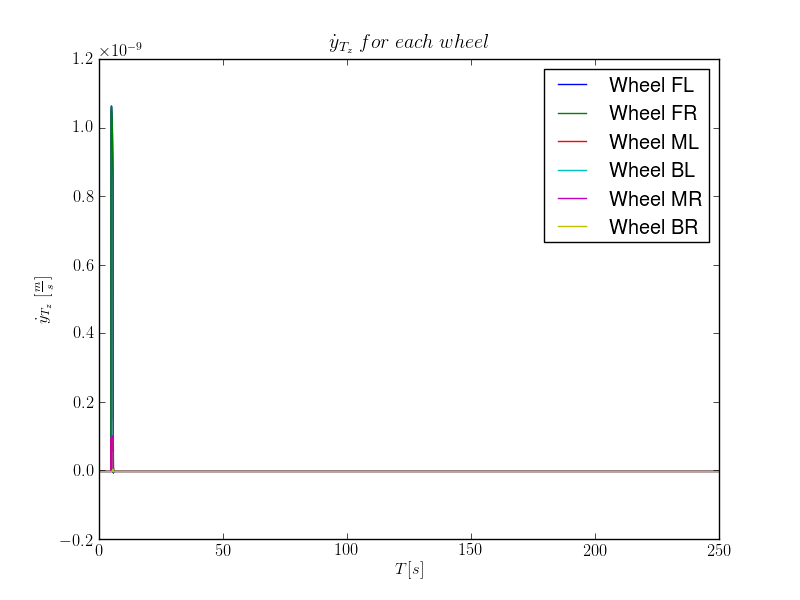 ẏ_{T_z} for each wheel
×10⁻⁹
1.2
1.0
0.8
0.6
0.4
0.2
0.0
−0.2
ẏ_{T_z} [m/s]
Wheel FL
Wheel FR
Wheel ML
Wheel BL
Wheel MR
Wheel BR
0 50 100 150 200 250
T[s]